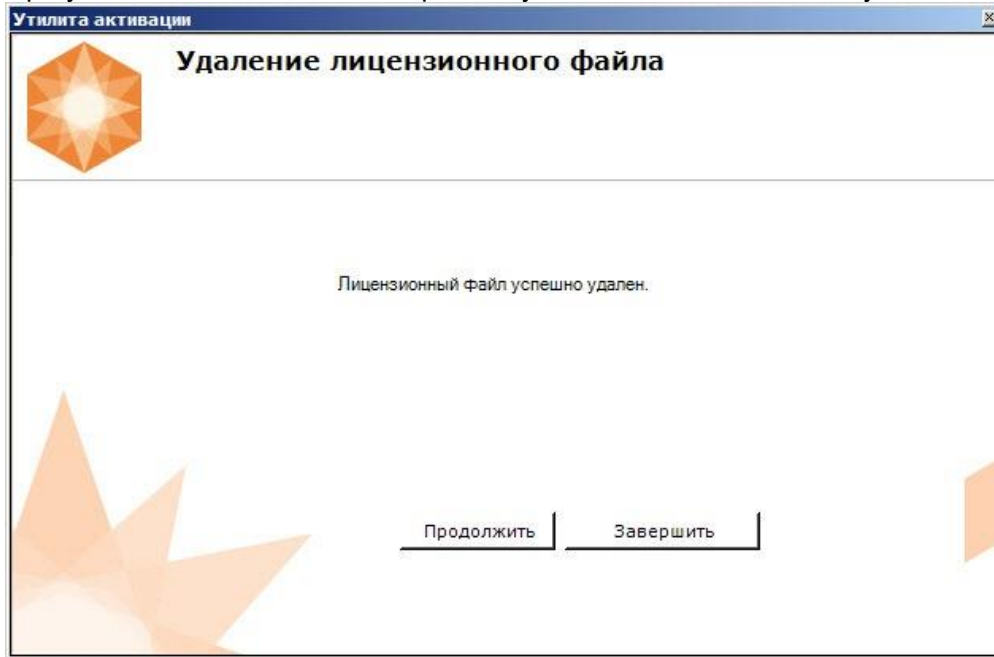 Утилита активации
Удаление лицензионного файла
Лицензионный файл успешно удален.
Продолжить
Завершить